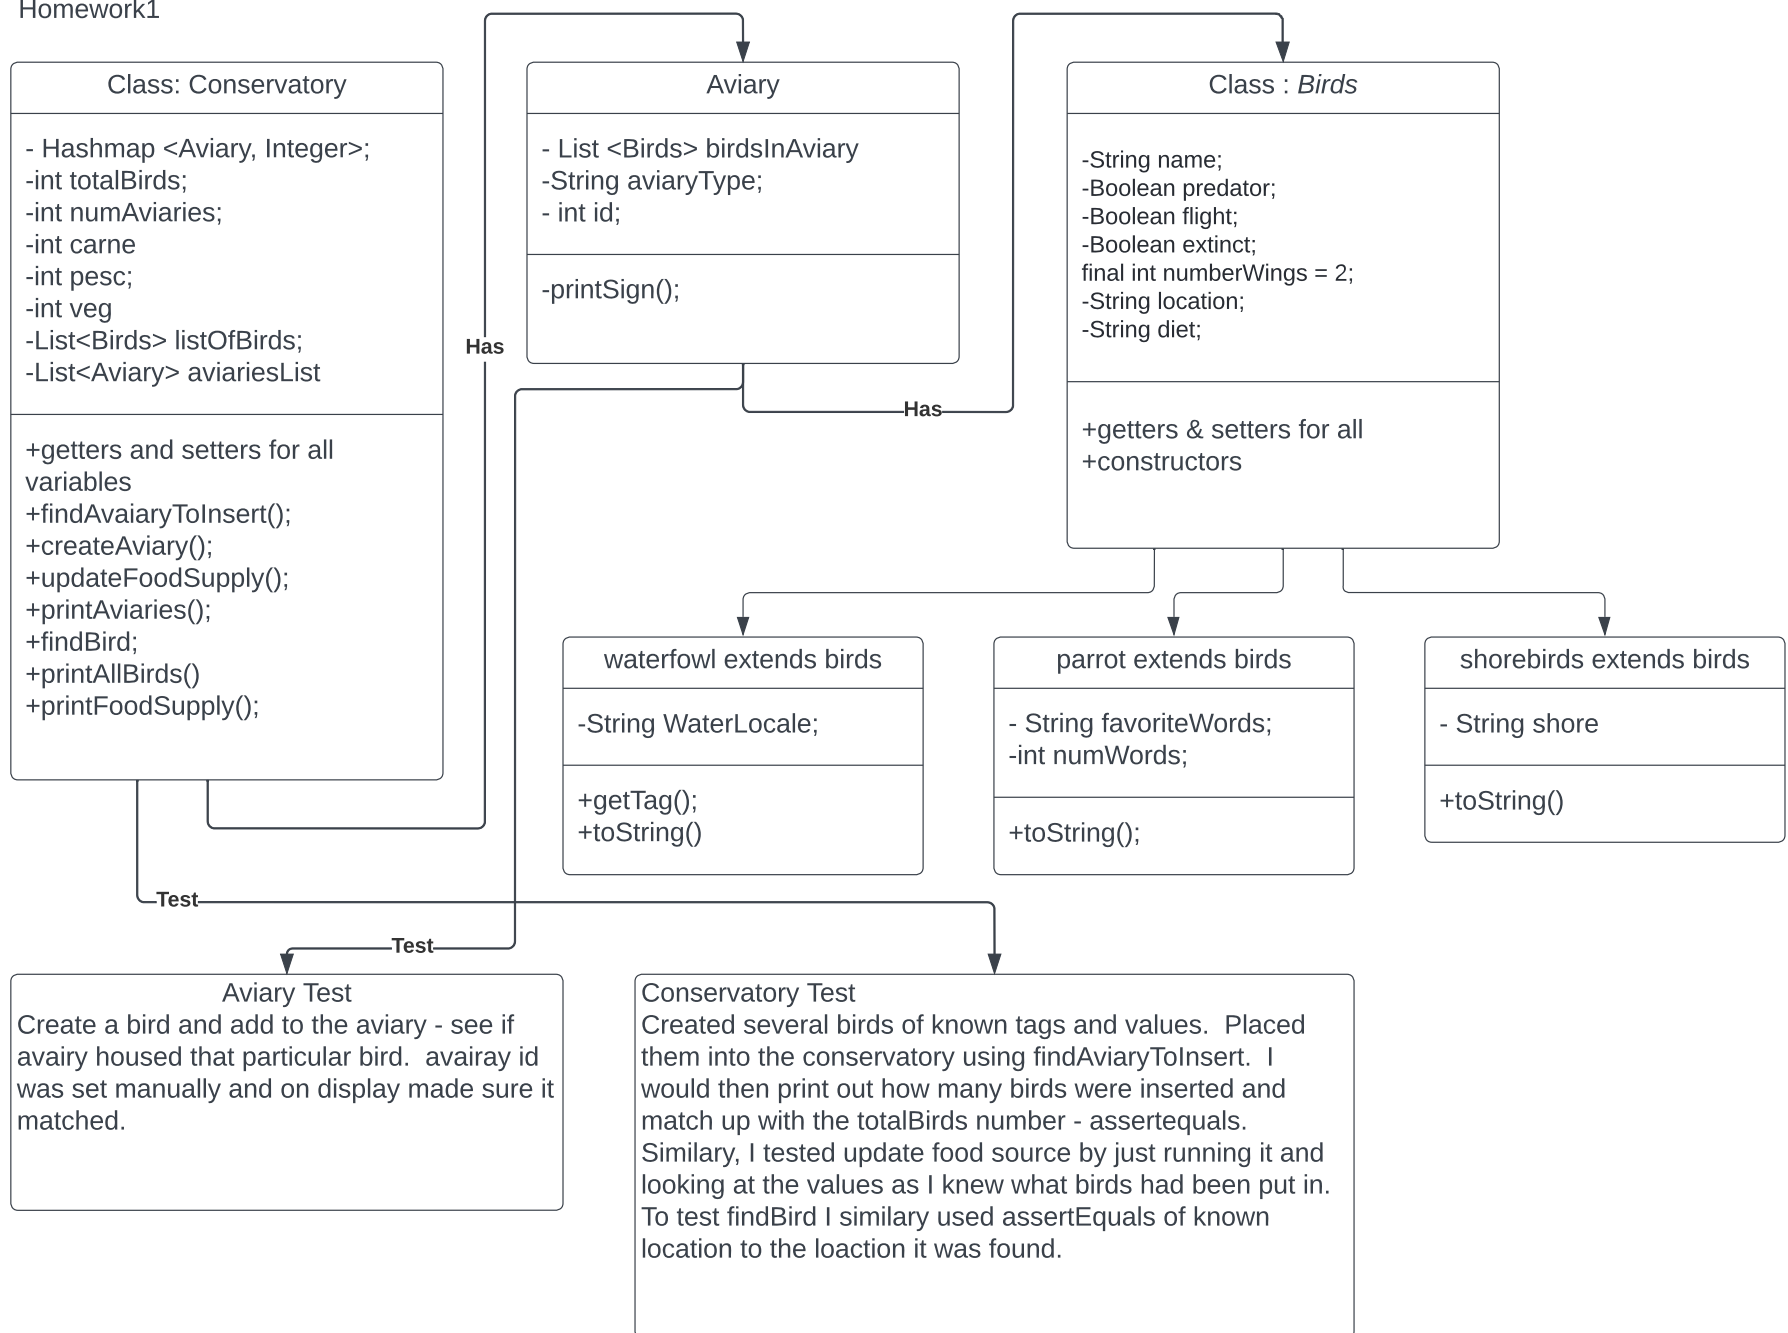 Homework1
Class: Conservatory
- Hashmap <Aviary, Integer>;
-int totalBirds;
-int numAviaries;
-int carne
-int pesc;
-int veg
-List<Birds> listOfBirds;
-List<Aviary> aviariesList
+getters and setters for all
variables
+findAvaiaryToInsert();
+createAviary();
+updateFoodSupply();
+printAviaries();
+findBird;
+printAllBirds()
+printFoodSupply();
Has
Aviary
- List <Birds> birdsInAviary
-String aviaryType;
- int id;
-printSign();
Has
Class : Birds
-String name;
-Boolean predator;
-Boolean flight;
-Boolean extinct;
final int numberWings = 2;
-String location;
-String diet;
+getters & setters for all
+constructors
waterfowl extends birds
-String WaterLocale;
+getTag();
+toString()
parrot extends birds
- String favoriteWords;
-int numWords;
+toString();
shorebirds extends birds
- String shore
+toString()
Test
Test
Aviary Test
Create a bird and add to the aviary - see if
avairy housed that particular bird.  avairay id
was set manually and on display made sure it
matched.
Conservatory Test
Created several birds of known tags and values.  Placed
them into the conservatory using findAviaryToInsert.  I
would then print out how many birds were inserted and
match up with the totalBirds number - assertequals.
Similary, I tested update food source by just running it and
looking at the values as I knew what birds had been put in.
To test findBird I similary used assertEquals of known
location to the loaction it was found.